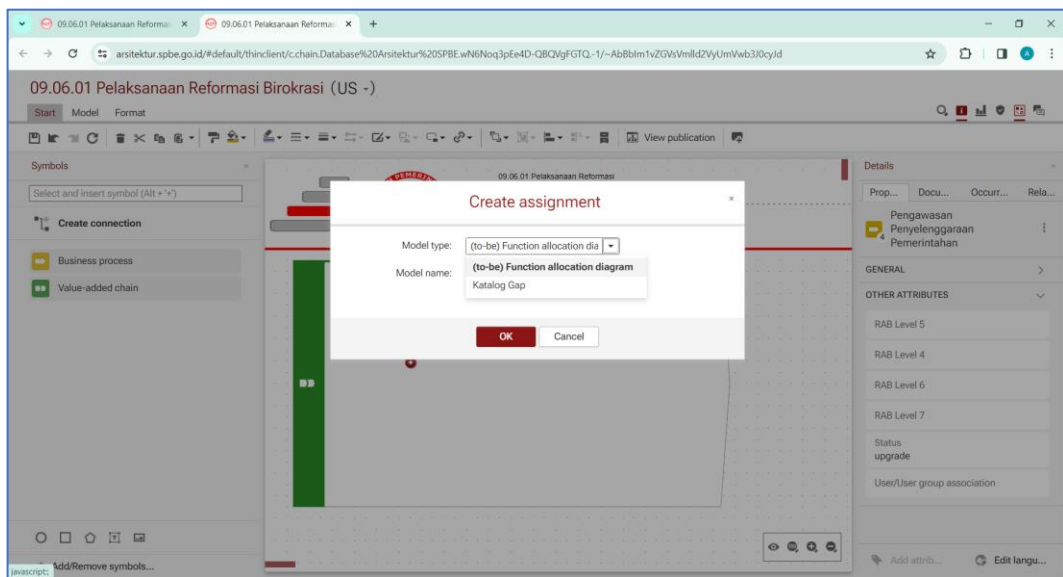 09.06.01 Pelaksanaan Reformas
09.06.01 Pelaksanaan Reformas
arsitektur.spbe.go.id/#default/thinclient/c.chain.Database%20Arsitektur%20SPBE.wN6Noq3pEe4D-QBQVgFGTQ.-1/~AbBbIm1vZGVsVmlld2VyUmVwb3J0cyJd
A
09.06.01 Pelaksanaan Reformasi Birokrasi (US -)
Start Model Format
View publication
Symbols
Select and insert symbol (Alt + '+')
Create connection
Business process
Value-added chain
Add/Remove symbols...
javascript:;
09.06.01 Pelaksanaan Reformasi
Create assignment
Model type: (to-be) Function allocation dia
(to-be) Function allocation diagram
Model name:
Katalog Gap
OK Cancel
Details
Prop... Docu... Occurr... Rela...
Pengawasan
Penyelenggaraan
Pemerintahan
4
GENERAL
OTHER ATTRIBUTES
RAB Level 5
RAB Level 4
RAB Level 6
RAB Level 7
Status
upgrade
User/User group association
Add attrib... Edit langu...